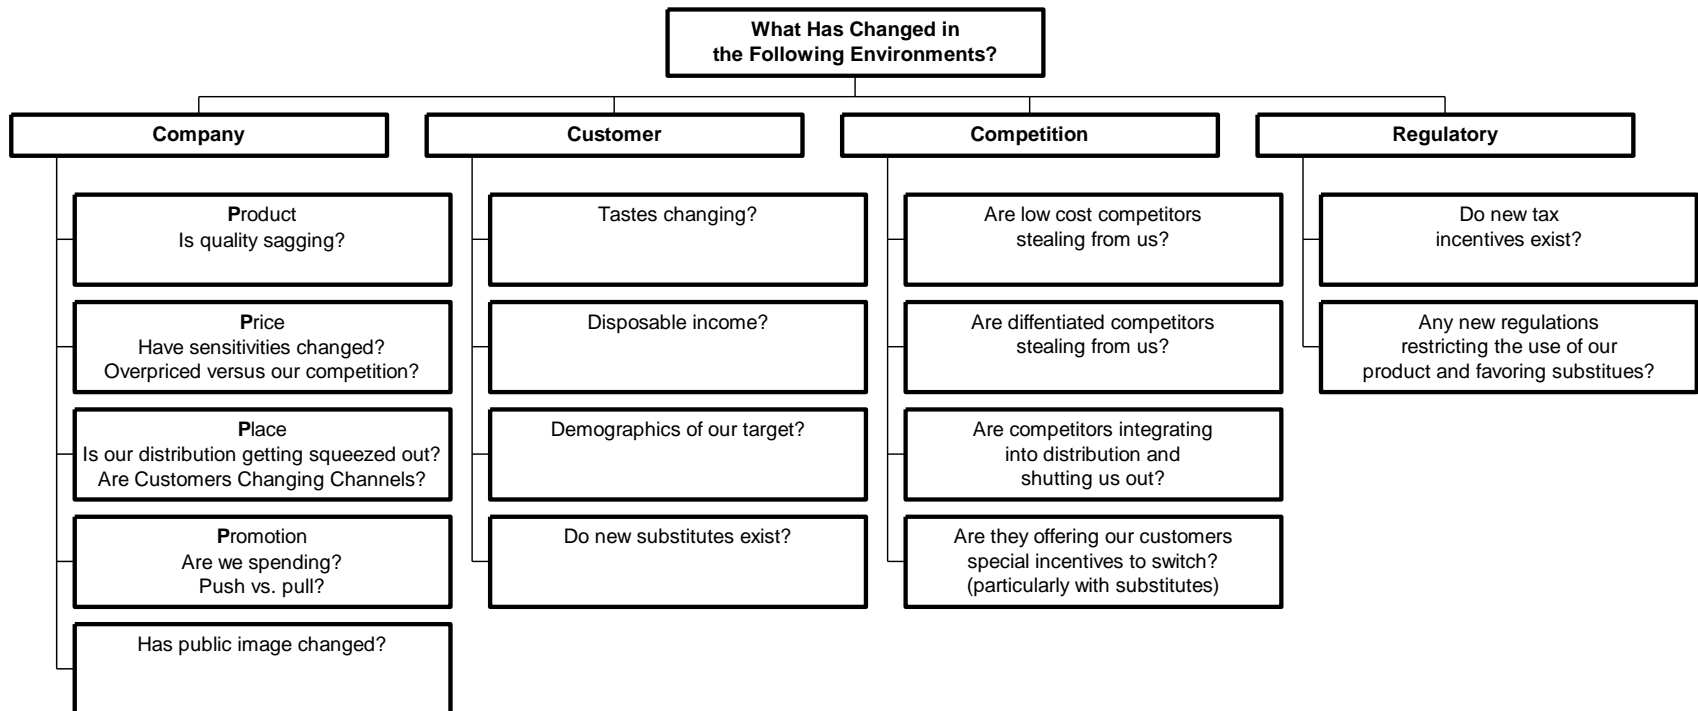 What Has Changed in
the Following Environments?
Company
Product
Is quality sagging?
Price
Have sensitivities changed?
Overpriced versus our competition?
Place
Is our distribution getting squeezed out?
Are Customers Changing Channels?
Promotion
Are we spending?
Push vs. pull?
Has public image changed?
Customer
Tastes changing?
Disposable income?
Demographics of our target?
Do new substitutes exist?
Competition
Are low cost competitors
stealing from us?
Are diffentiated competitors
stealing from us?
Are competitors integrating
into distribution and
shutting us out?
Are they offering our customers
special incentives to switch?
(particularly with substitutes)
Regulatory
Do new tax
incentives exist?
Any new regulations
restricting the use of our
product and favoring substitues?